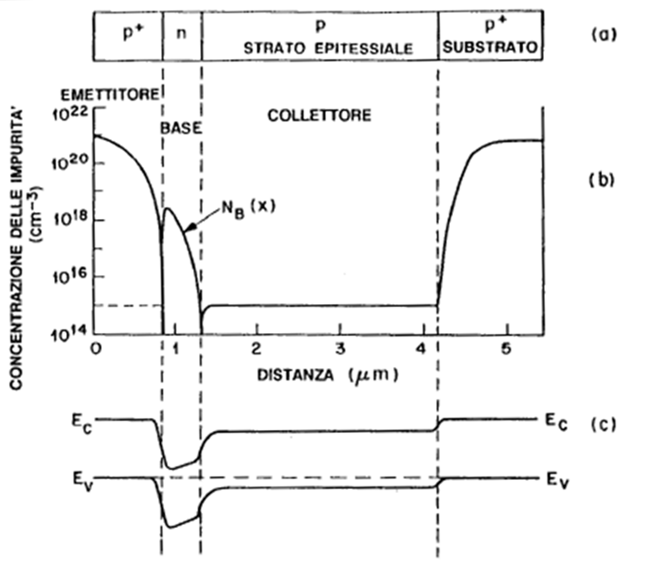 p+ n p p+ (a)
STRATO EPITESSIALE SUBSTRATO
EMETTITORE
BASE COLLETTORE
CONCENTRAZIONE DELLE IMPURITA'
(cm-3)
10^22
10^20
10^18
10^16
10^14
N_B (x)
(b)
0 1 2 3 4 5
DISTANZA (μm)
E_C E_C (c)
E_V E_V